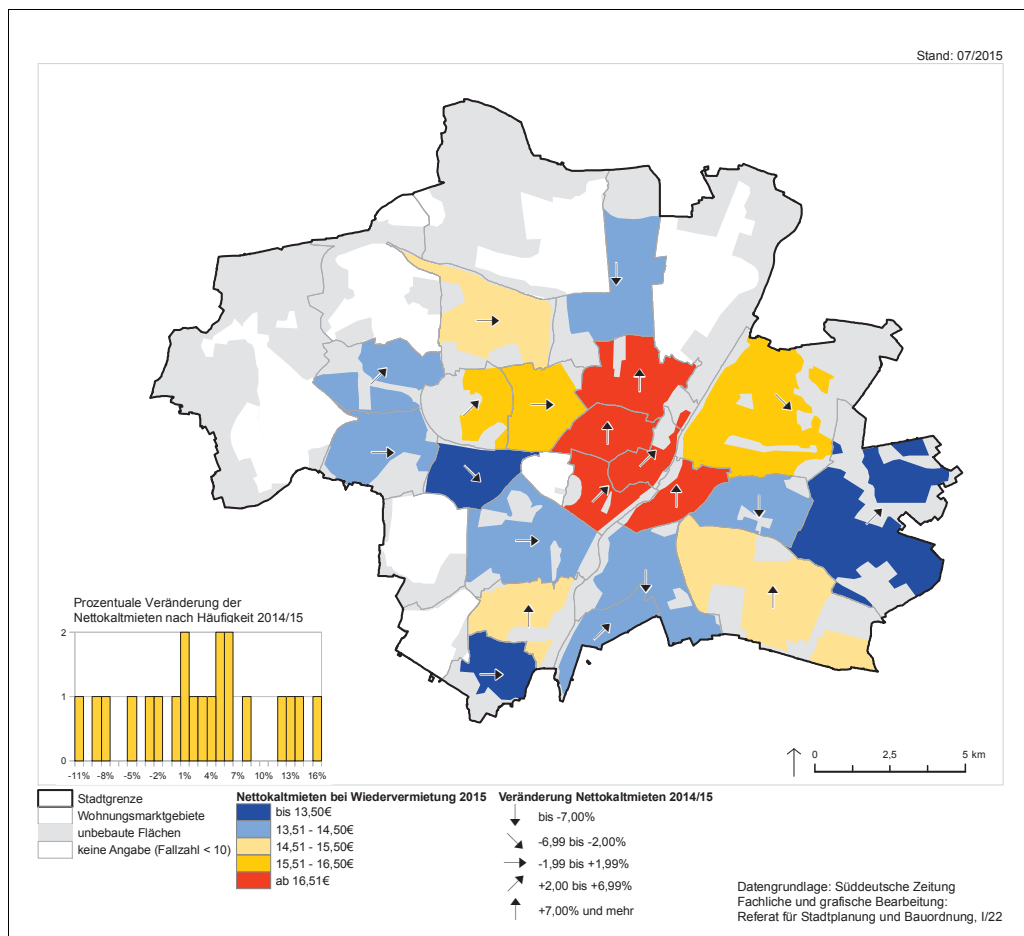 Stand: 07/2015
Prozentuale Veränderung der
Nettokaltmieten nach Häufigkeit 2014/15
2
1
0
-11% -8% -5% -2% 1% 4% 7% 10% 13% 16%
0 2,5 5 km
Stadtgrenze
Wohnungsmarktgebiete
unbebaute Flächen
keine Angabe (Fallzahl < 10)
Nettokaltmieten bei Wiedervermietung 2015
bis 13,50€
13,51 - 14,50€
14,51 - 15,50€
15,51 - 16,50€
ab 16,51€
Veränderung Nettokaltmieten 2014/15
bis -7,00%
-6,99 bis -2,00%
-1,99 bis +1,99%
+2,00 bis +6,99%
+7,00% und mehr
Datengrundlage: Süddeutsche Zeitung
Fachliche und grafische Bearbeitung:
Referat für Stadtplanung und Bauordnung, I/22